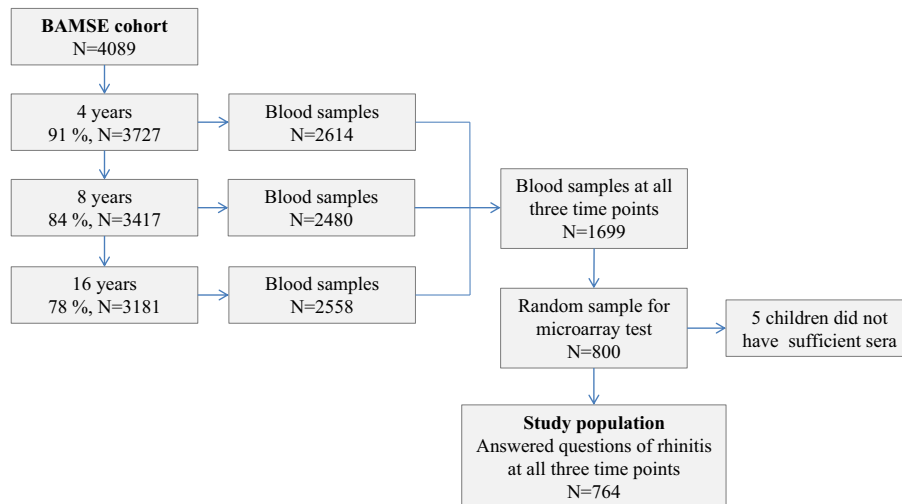 BAMSE cohort
N=4089
4 years
91 %, N=3727
Blood samples
N=2614
8 years
84 %, N=3417
Blood samples
N=2480
16 years
78 %, N=3181
Blood samples
N=2558
Blood samples at all
three time points
N=1699
Random sample for
microarray test
N=800
5 children did not
have sufficient sera
Study population
Answered questions of rhinitis
at all three time points
N=764